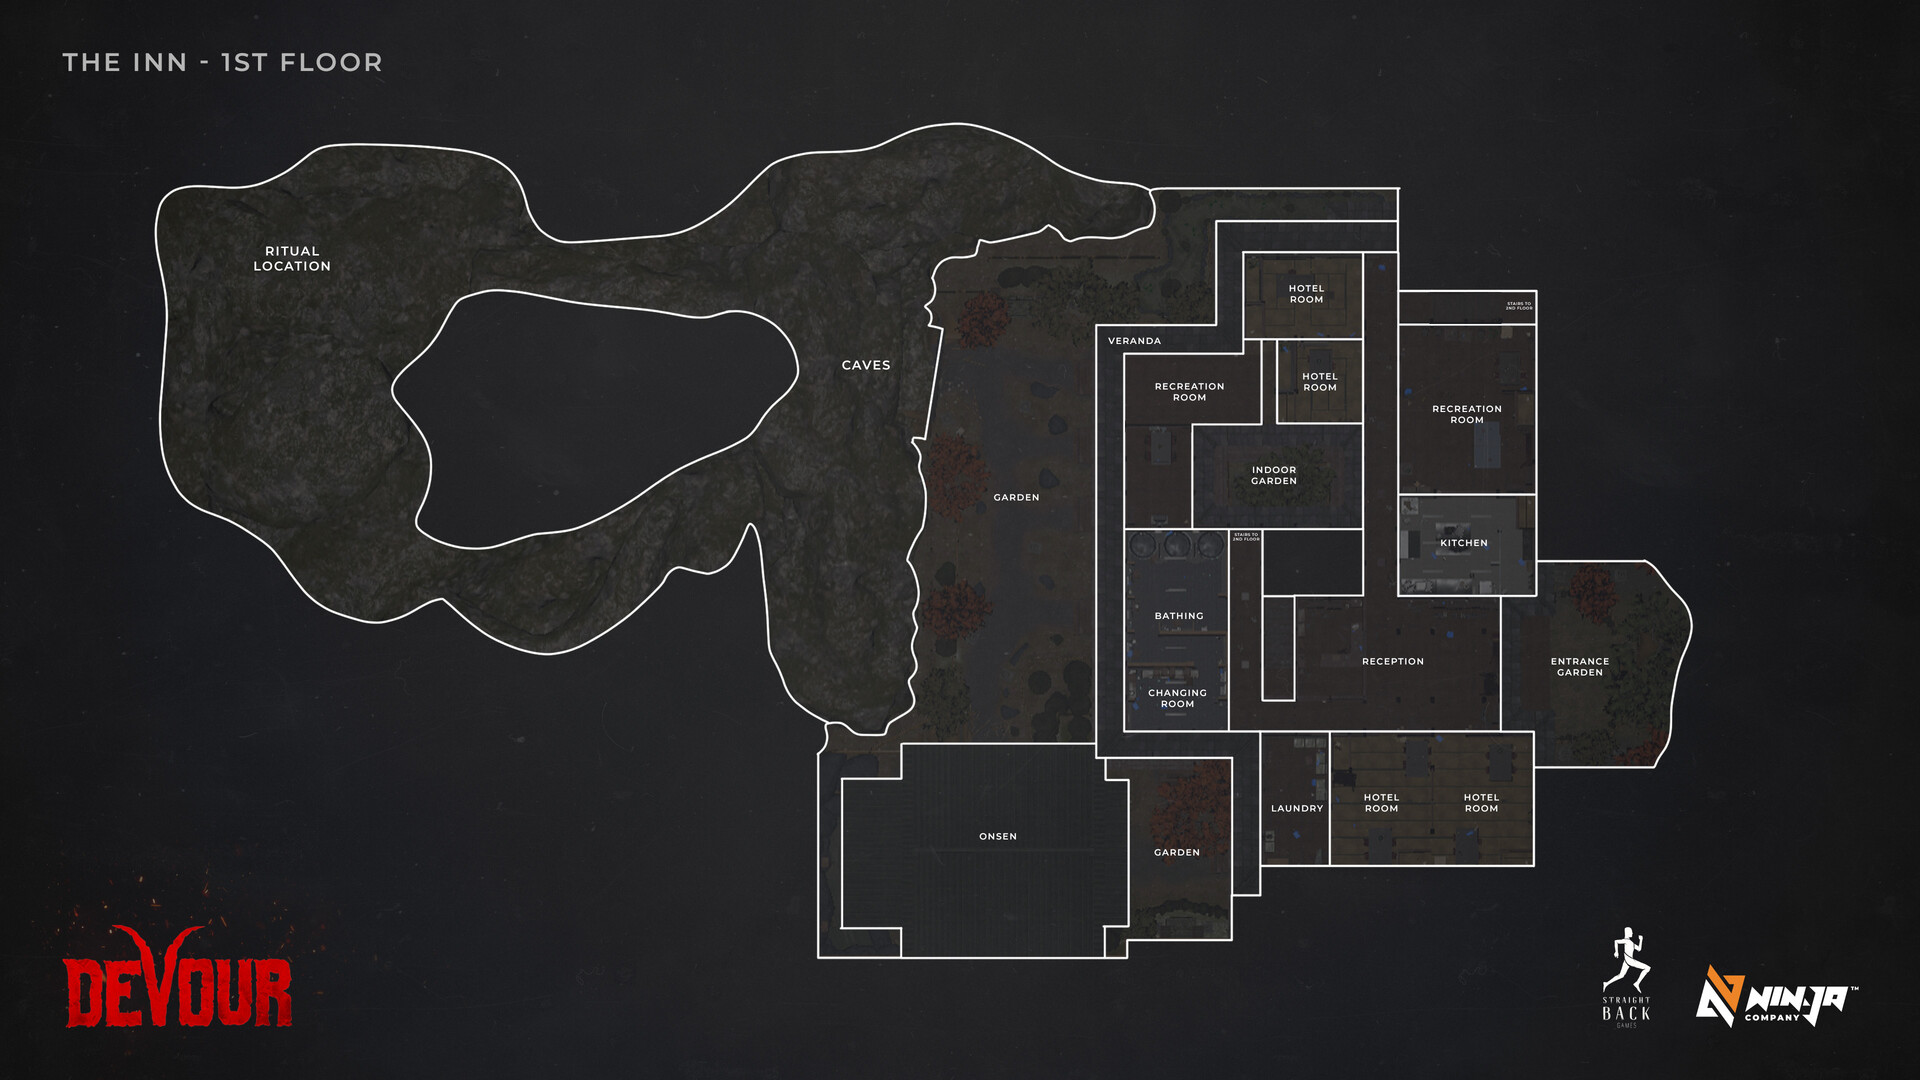 THE INN - 1ST FLOOR
RITUAL
LOCATION
CAVES
VERANDA
HOTEL
ROOM
STAIRS TO
2ND FLOOR
RECREATION
ROOM
HOTEL
ROOM
RECREATION
ROOM
INDOOR
GARDEN
GARDEN
STAIRS TO
2ND FLOOR
KITCHEN
BATHING
RECEPTION
ENTRANCE
GARDEN
CHANGING
ROOM
ONSEN
GARDEN
LAUNDRY
HOTEL
ROOM
HOTEL
ROOM
DEVOUR
STRAIGHT
BACK
GAMES
NINJA™
COMPANY